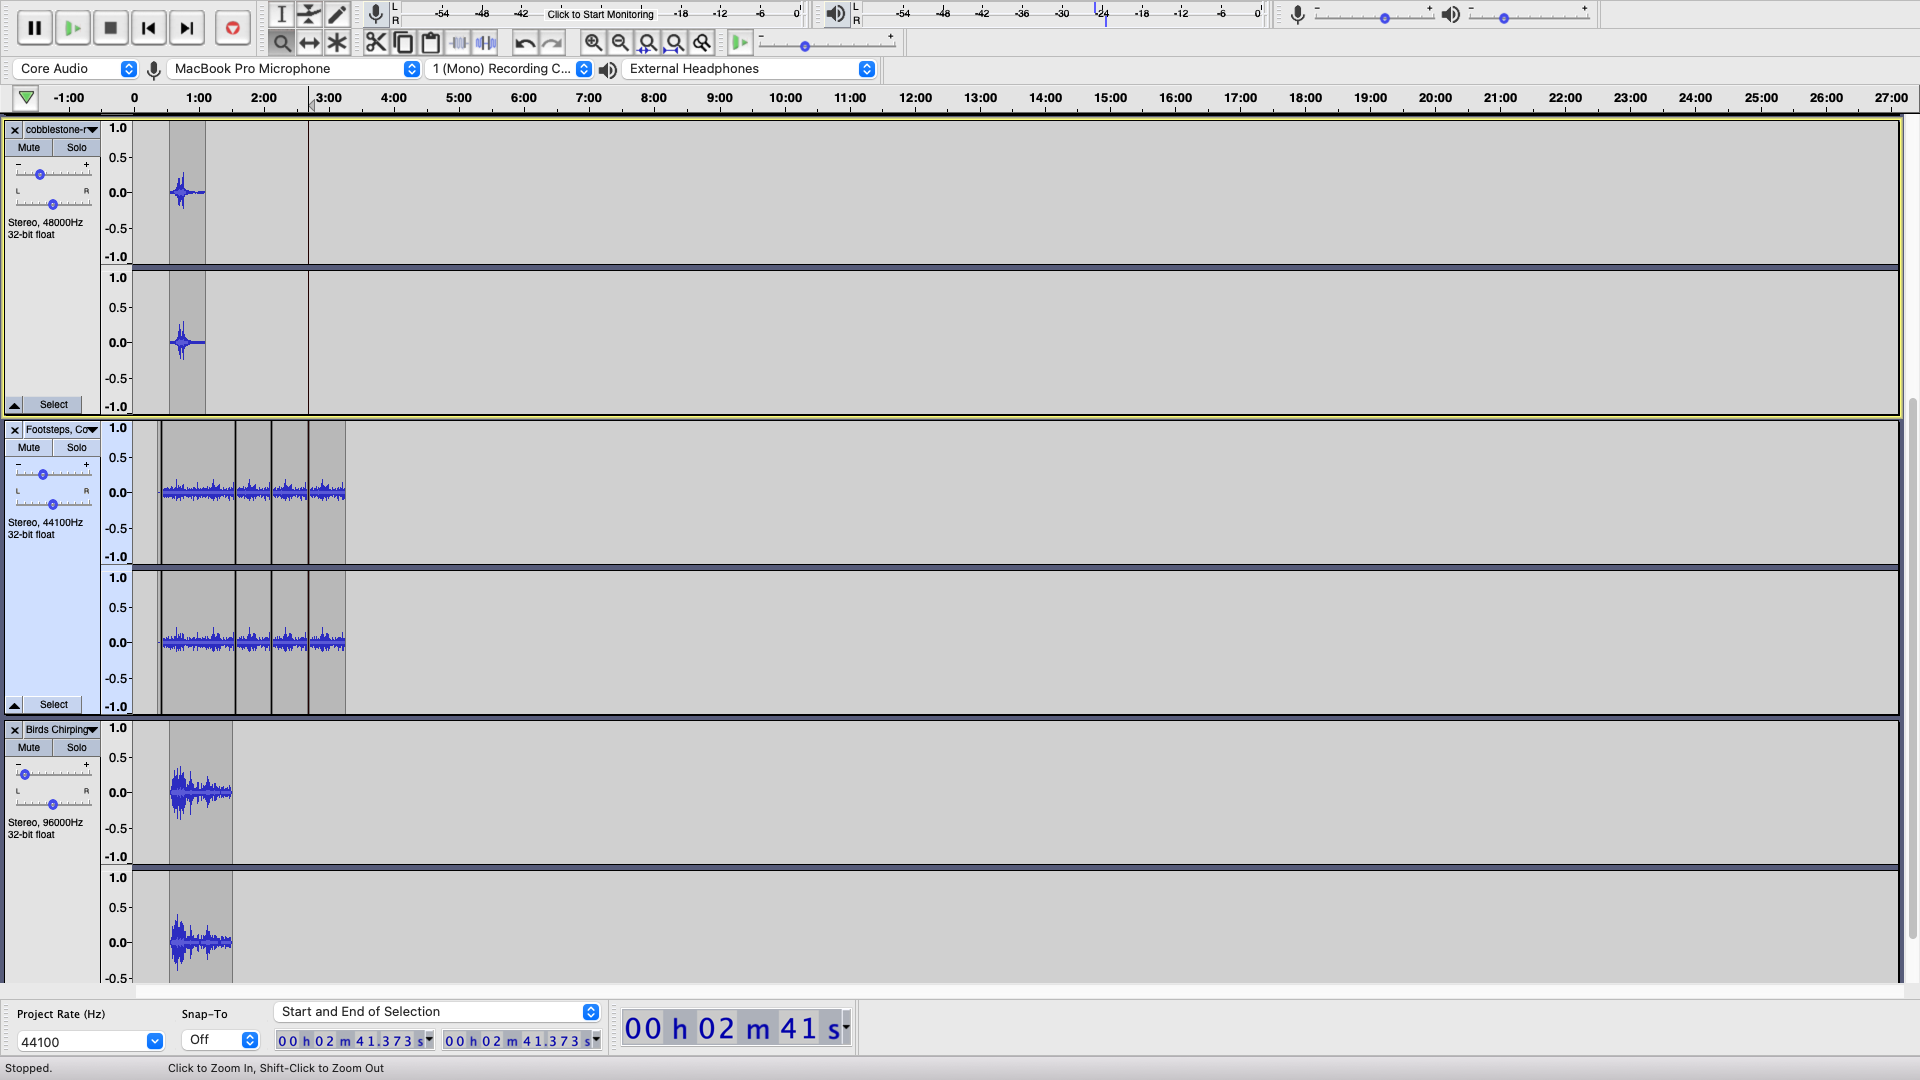 L
R
-54 -48 -42 Click to Start Monitoring -18 -12 -6 0
L
R
-54 -48 -42 -36 -30 -24 -18 -12 -6 0
- +
- +
- +
Core Audio
MacBook Pro Microphone
1 (Mono) Recording C...
External Headphones
-1:00 0 1:00 2:00 3:00 4:00 5:00 6:00 7:00 8:00 9:00 10:00 11:00 12:00 13:00 14:00 15:00 16:00 17:00 18:00 19:00 20:00 21:00 22:00 23:00 24:00 25:00 26:00 27:00
cobblestone-r
Mute Solo
- +
L R
Stereo, 48000Hz
32-bit float
Select
1.0
0.5
0.0
-0.5
-1.0
1.0
0.5
0.0
-0.5
-1.0
Footsteps, Co
Mute Solo
- +
L R
Stereo, 44100Hz
32-bit float
Select
1.0
0.5
0.0
-0.5
-1.0
1.0
0.5
0.0
-0.5
-1.0
Birds Chirping
Mute Solo
- +
L R
Stereo, 96000Hz
32-bit float
1.0
0.5
0.0
-0.5
-1.0
1.0
0.5
0.0
-0.5
Project Rate (Hz)
44100
Snap-To
Off
Start and End of Selection
00 h 02 m 41.373 s
00 h 02 m 41.373 s
00 h 02 m 41 s
Stopped.
Click to Zoom In, Shift-Click to Zoom Out